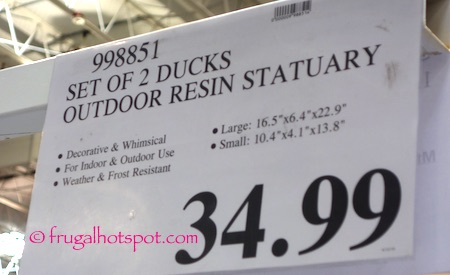 998851
SET OF 2 DUCKS
OUTDOOR RESIN STATUARY
• Decorative & Whimsical
• For Indoor & Outdoor Use
• Weather & Frost Resistant
• Large: 16.5"x6.4"x22.9"
• Small: 10.4"x4.1"x13.8"
34.99
© frugalhotspot.com